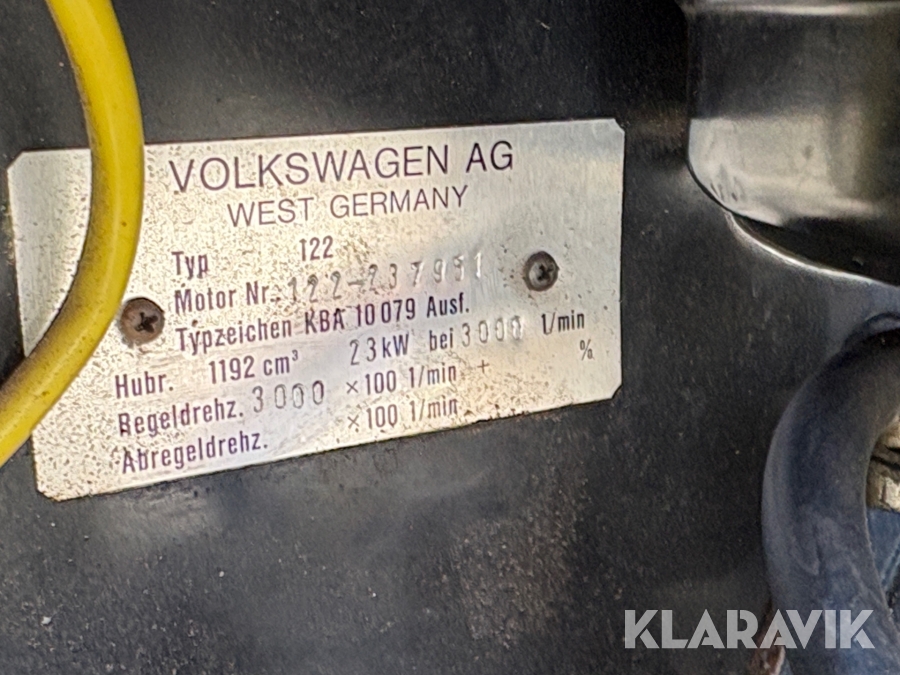 VOLKSWAGEN AG
WEST GERMANY
Typ 122
Motor Nr. 122-237951
Typzeichen KBA 10079 Ausf.
Hubr. 1192 cm³ 23 kW bei 3000 1/min
Regeldrehz. 3000 ×100 1/min + %
Abregeldrehz. ×100 1/min
KLARAVIK